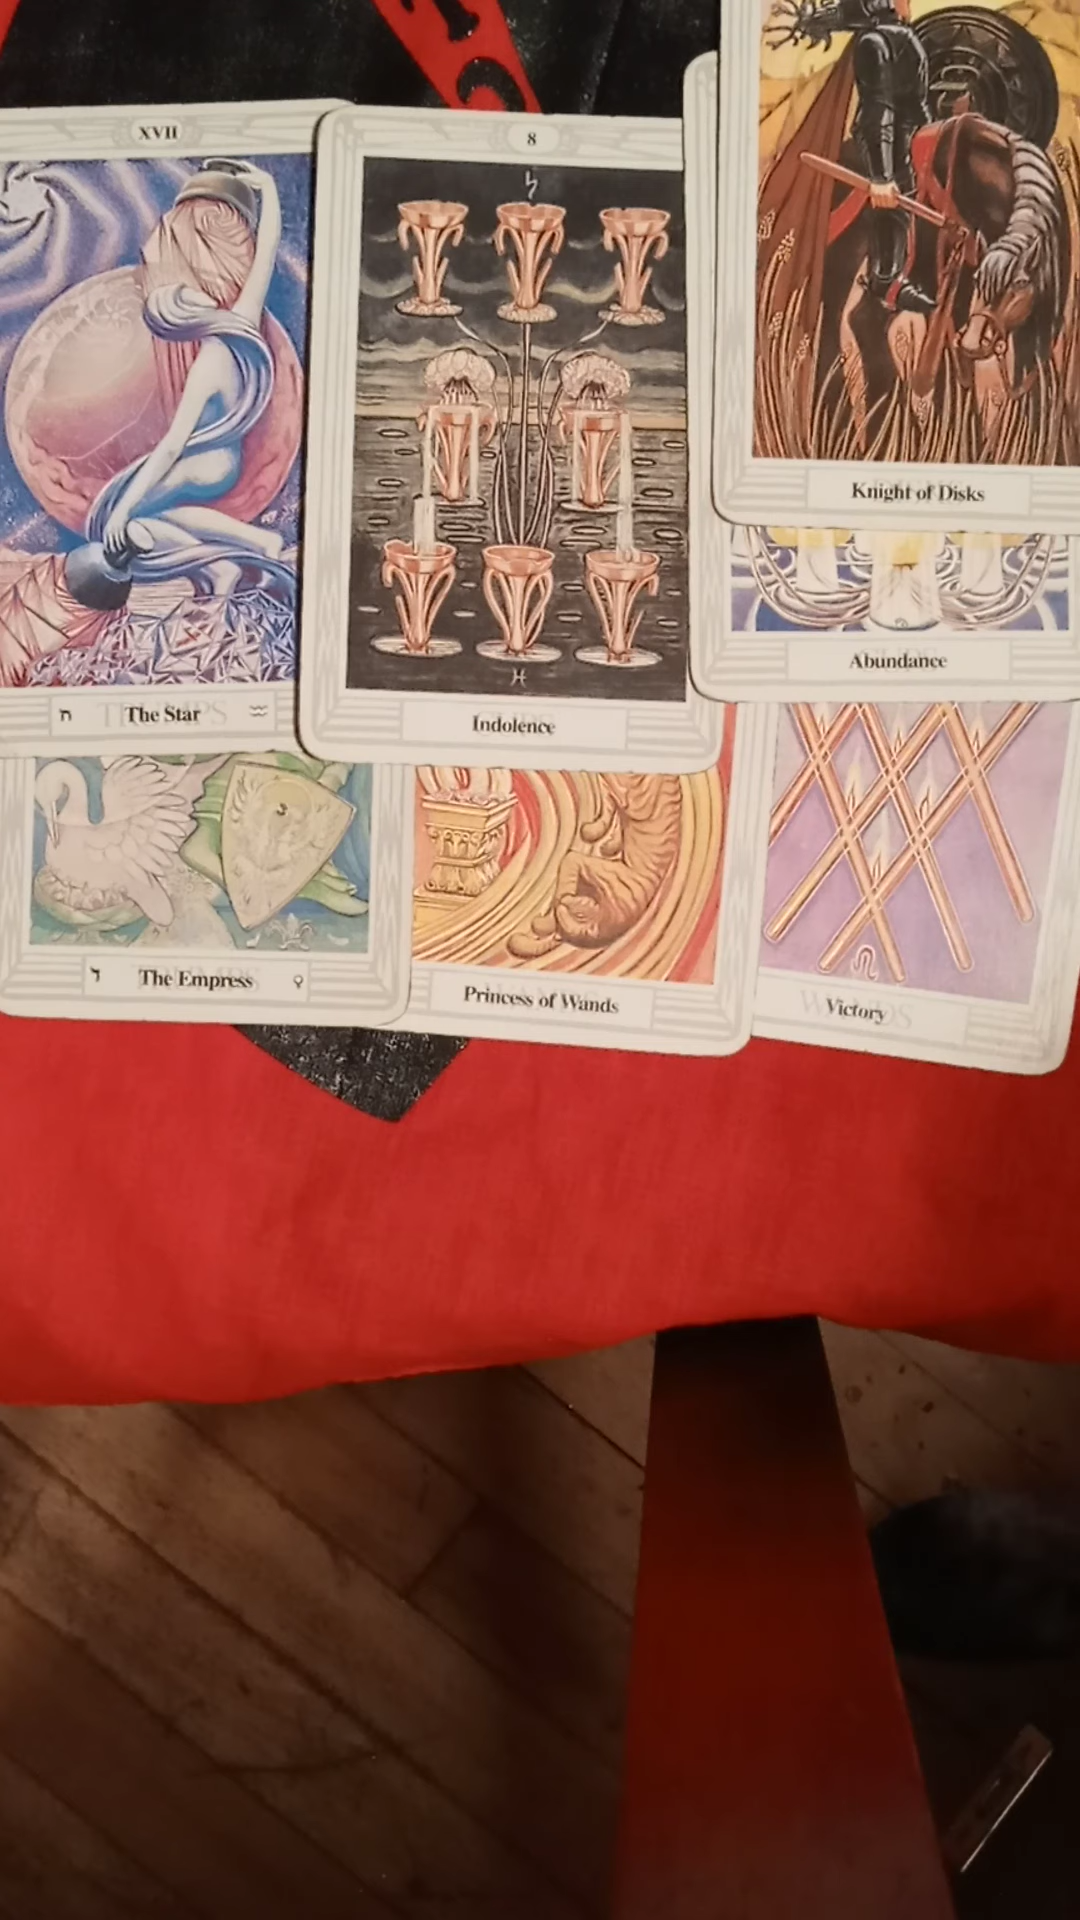 XVII
8
Knight of Disks
Abundance
ה The Star
Indolence
ד The Empress
Princess of Wands
Victory